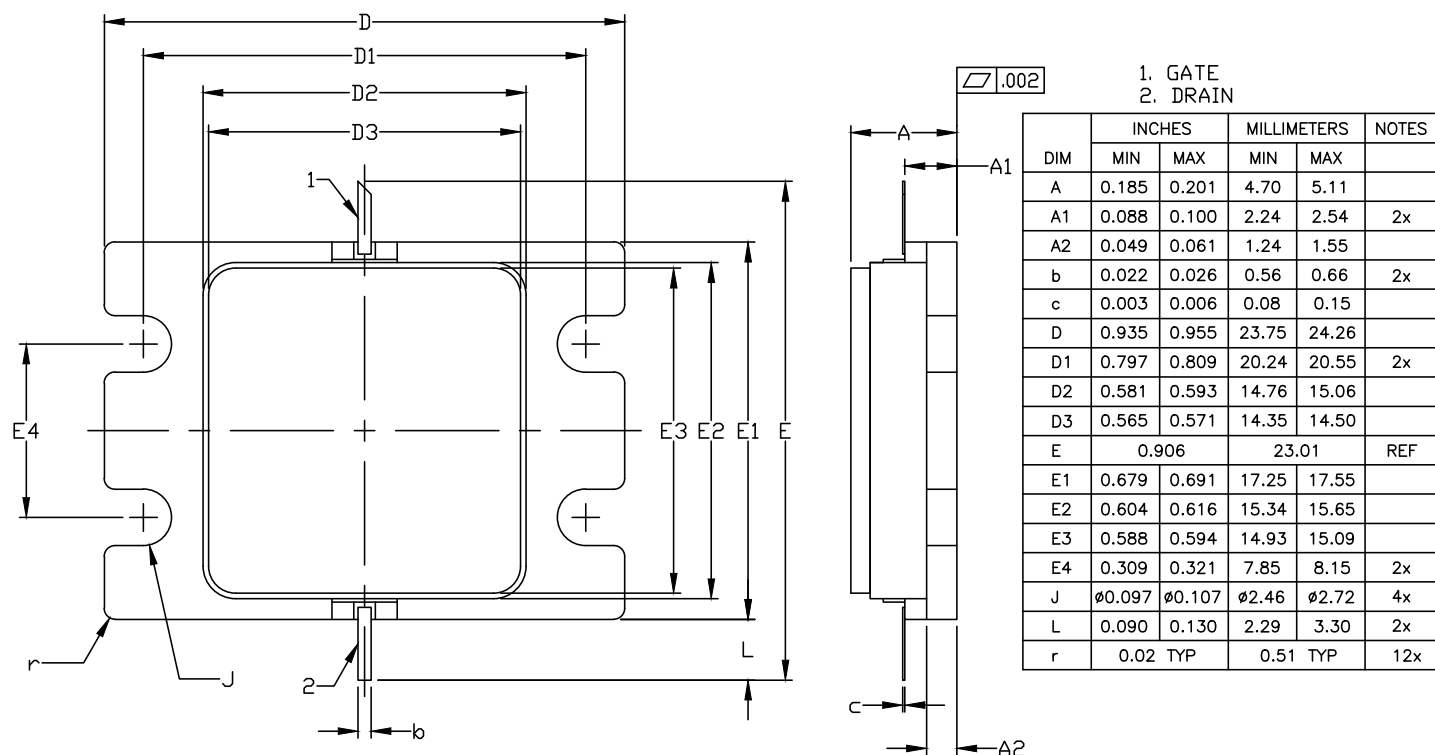 D
D1
D2
D3
1
E4
E3
E2
E1
E
r
J
2
b
L
⏥ .002
A
A1
c
A2
1. GATE
2. DRAIN
INCHES MILLIMETERS NOTES
DIM MIN MAX MIN MAX
A 0.185 0.201 4.70 5.11
A1 0.088 0.100 2.24 2.54 2x
A2 0.049 0.061 1.24 1.55
b 0.022 0.026 0.56 0.66 2x
c 0.003 0.006 0.08 0.15
D 0.935 0.955 23.75 24.26
D1 0.797 0.809 20.24 20.55 2x
D2 0.581 0.593 14.76 15.06
D3 0.565 0.571 14.35 14.50
E 0.906 23.01 REF
E1 0.679 0.691 17.25 17.55
E2 0.604 0.616 15.34 15.65
E3 0.588 0.594 14.93 15.09
E4 0.309 0.321 7.85 8.15 2x
J ø0.097 ø0.107 ø2.46 ø2.72 4x
L 0.090 0.130 2.29 3.30 2x
r 0.02 TYP 0.51 TYP 12x